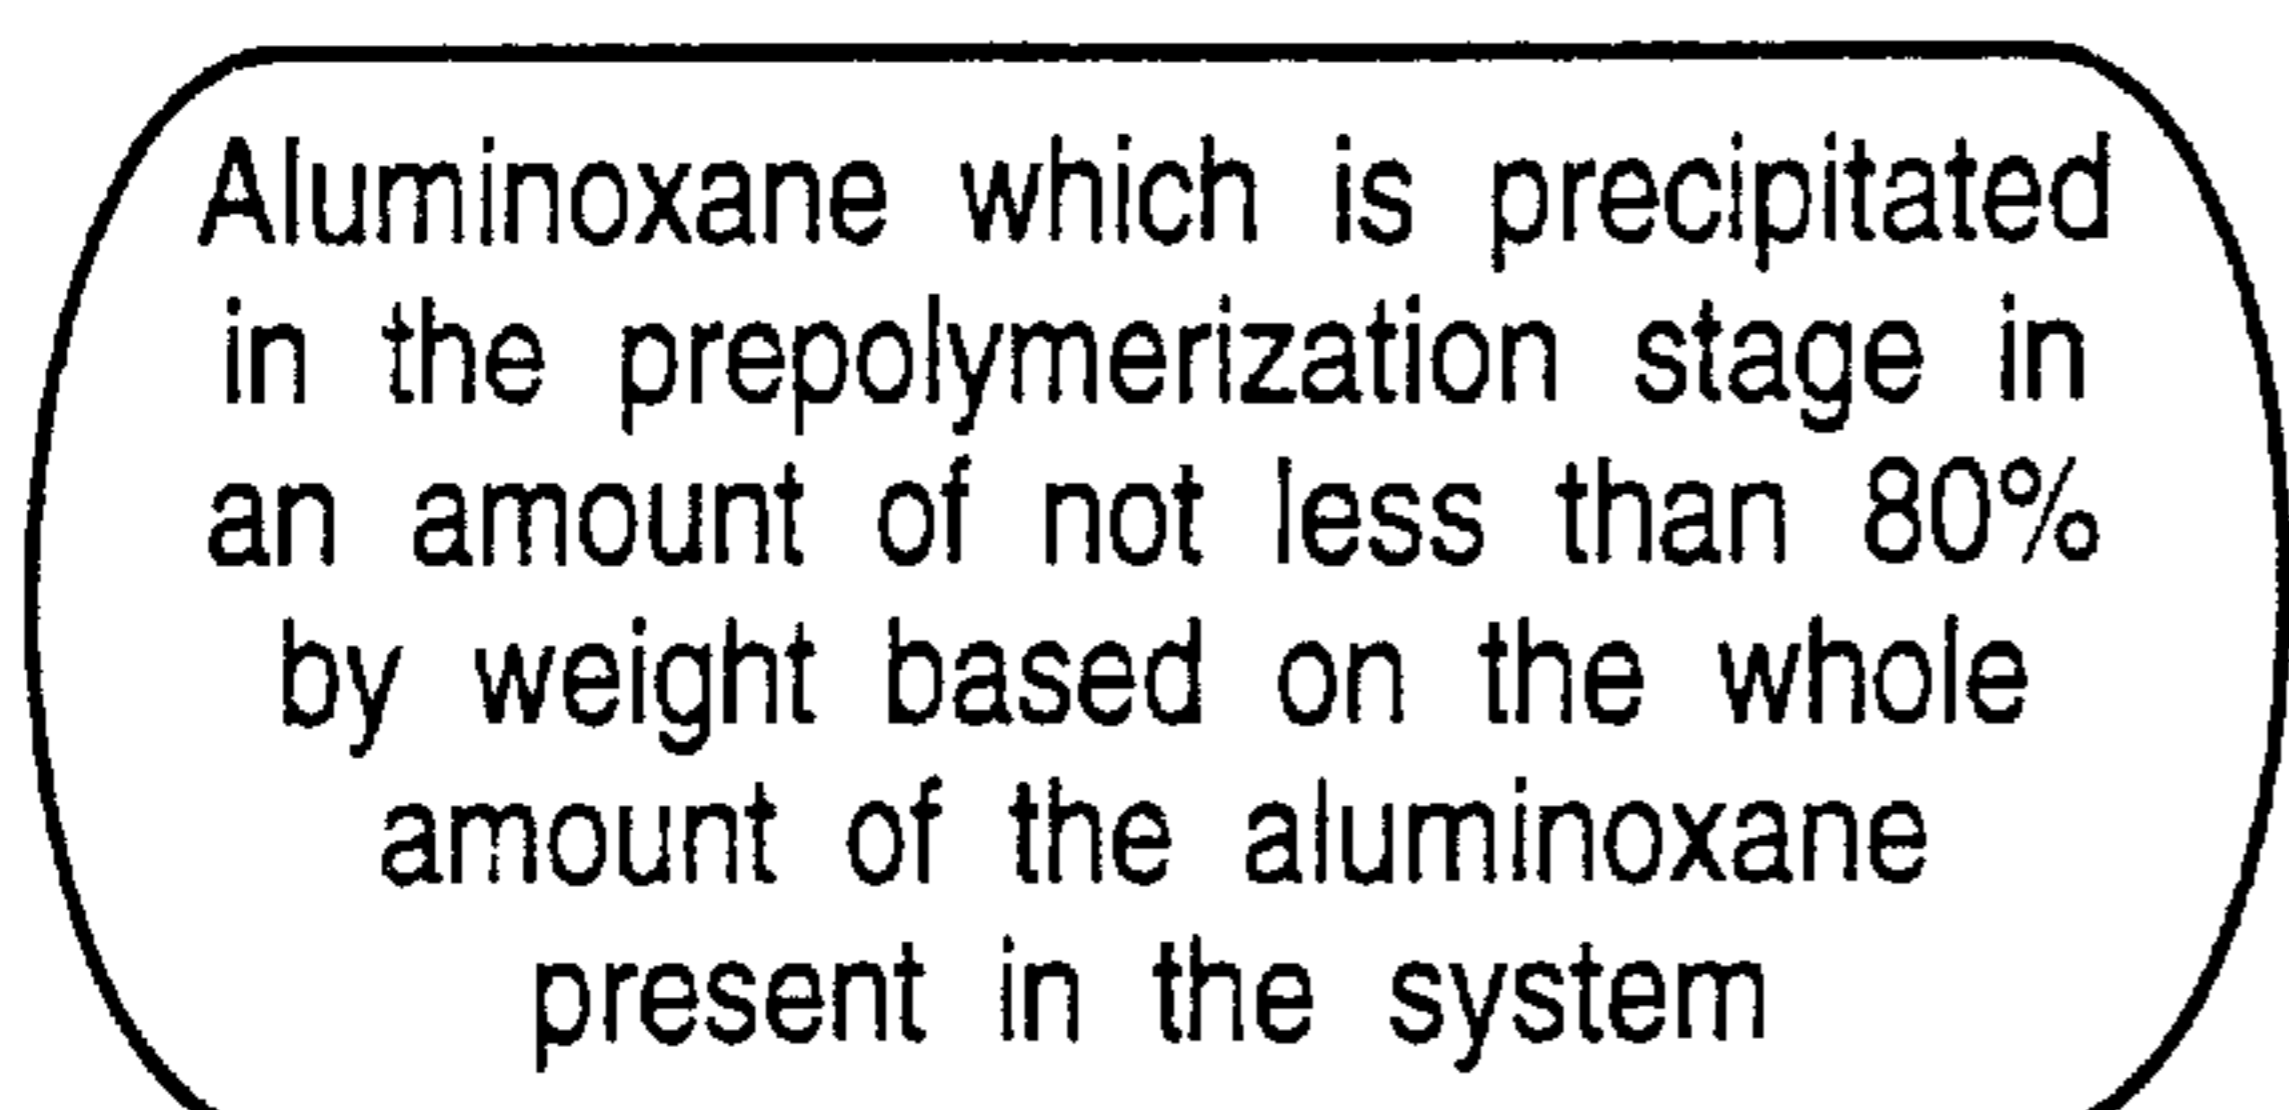 Aluminoxane which is precipitated
in the prepolymerization stage in
an amount of not less than 80%
by weight based on the whole
amount of the aluminoxane
present in the system